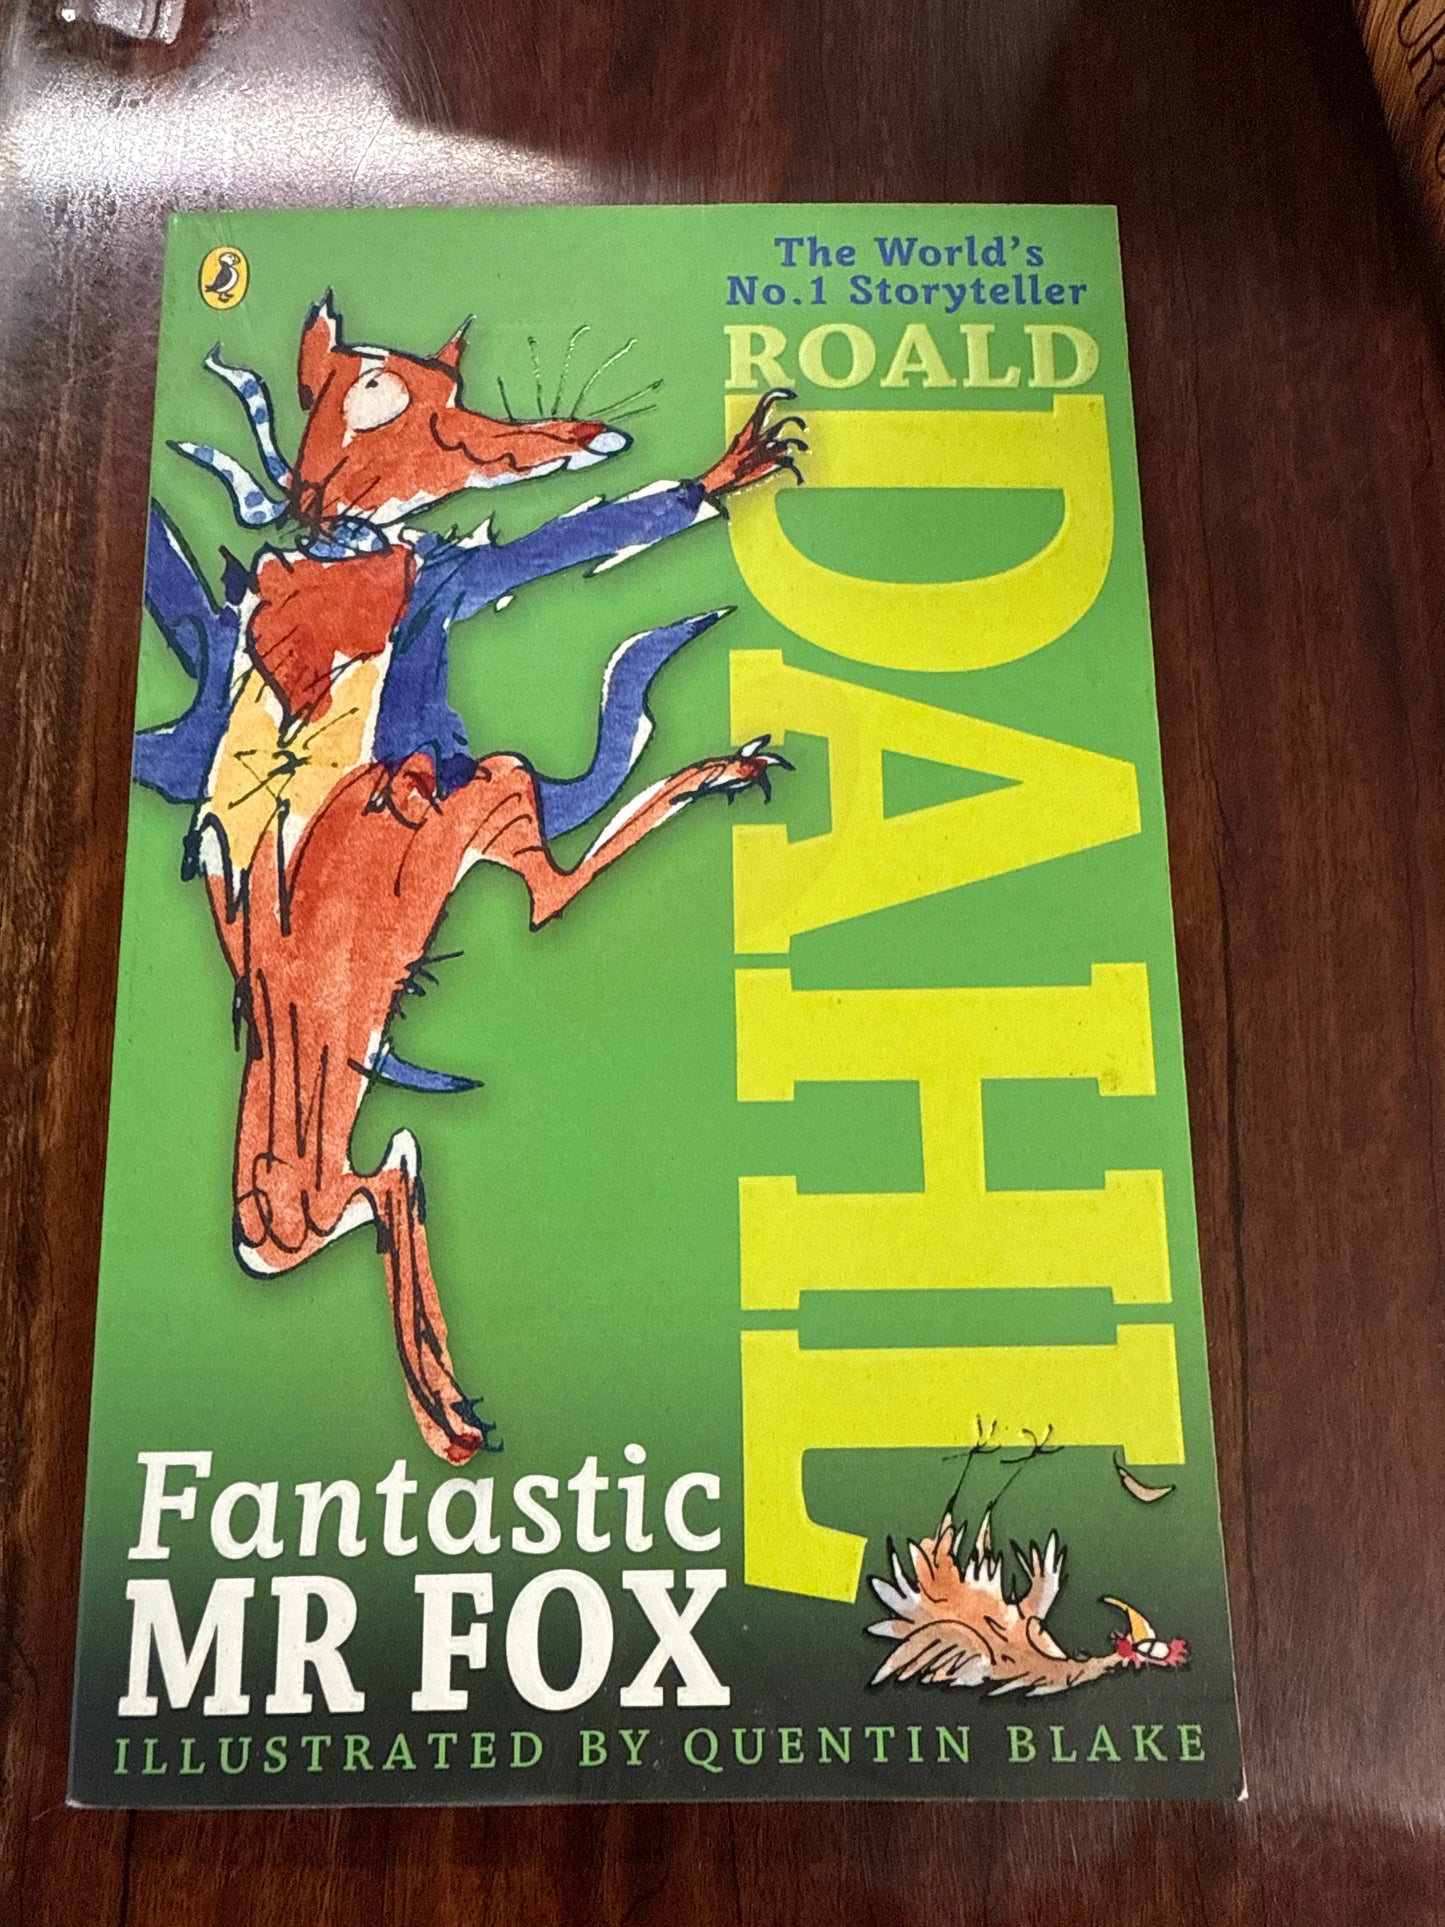 The World's
No.1 Storyteller
ROALD
DAHL
Fantastic
MR FOX
ILLUSTRATED BY QUENTIN BLAKE